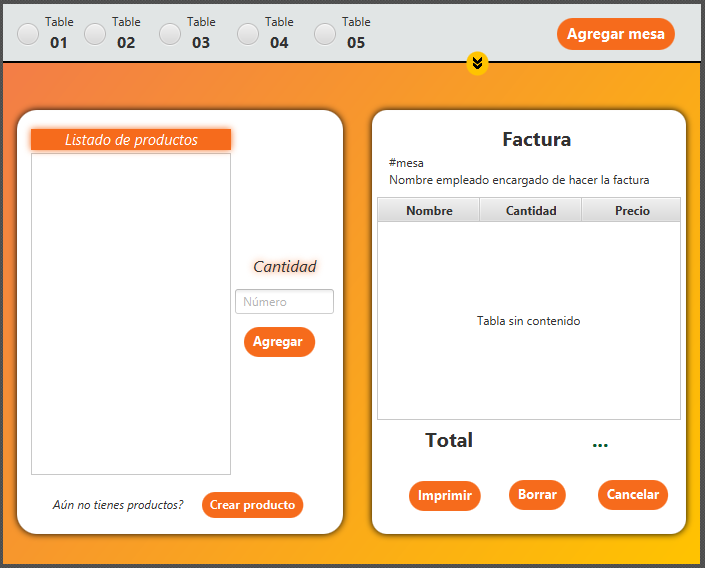 Table
01
Table
02
Table
03
Table
04
Table
05
Agregar mesa
Listado de productos
Cantidad
Número
Agregar
Aún no tienes productos?
Crear producto
Factura
#mesa
Nombre empleado encargado de hacer la factura
Nombre Cantidad Precio
Tabla sin contenido
Total ...
Imprimir Borrar Cancelar